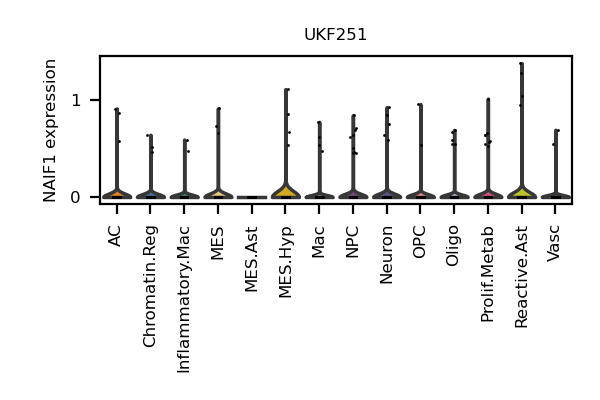 UKF251
NAIF1 expression
1
0
AC
Chromatin.Reg
Inflammatory.Mac
MES
MES.Ast
MES.Hyp
Mac
NPC
Neuron
OPC
Oligo
Prolif.Metab
Reactive.Ast
Vasc